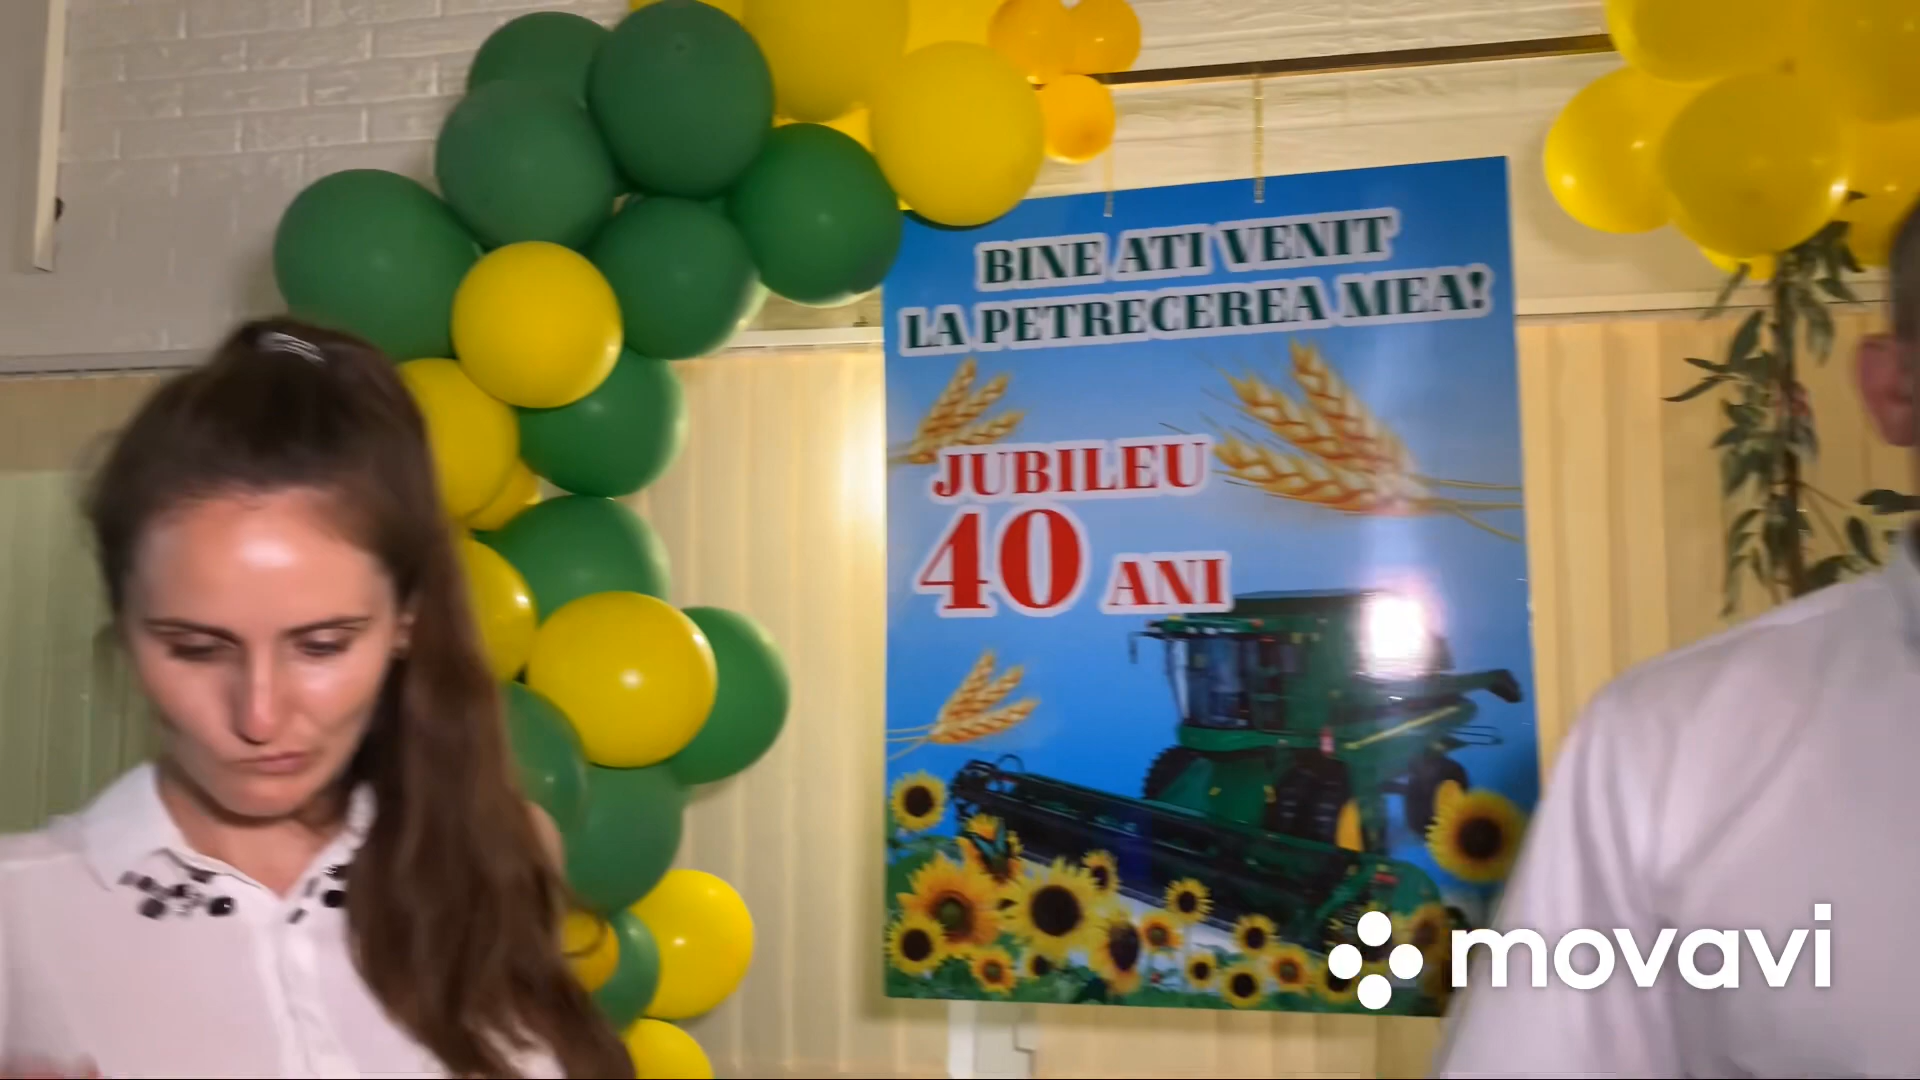 BINE ATI VENIT
LA PETRECEREA MEA!
JUBILEU
40 ANI
movavi